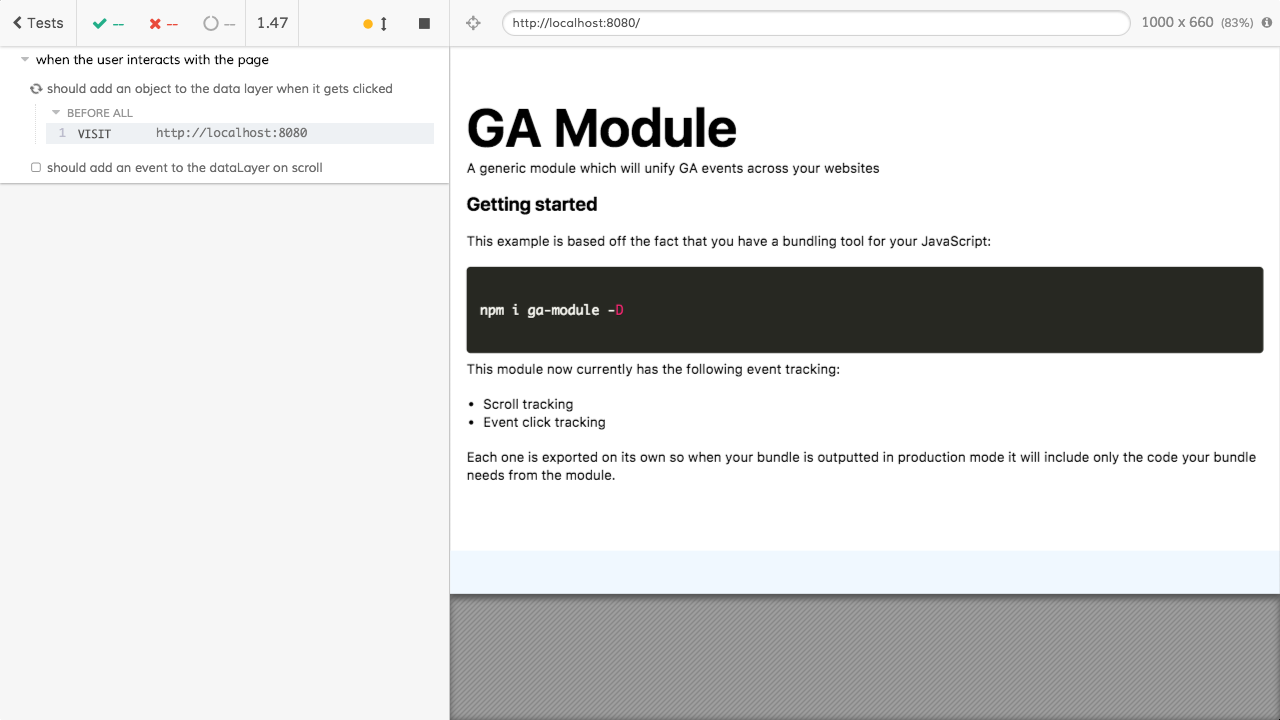 Tests
--
--
--
1.47
http://localhost:8080/
1000 x 660 (83%)
when the user interacts with the page
should add an object to the data layer when it gets clicked
BEFORE ALL
1 VISIT http://localhost:8080
should add an event to the dataLayer on scroll
GA Module
A generic module which will unify GA events across your websites
Getting started
This example is based off the fact that you have a bundling tool for your JavaScript:
npm i ga-module -D
This module now currently has the following event tracking:
• Scroll tracking
• Event click tracking
Each one is exported on its own so when your bundle is outputted in production mode it will include only the code your bundle
needs from the module.